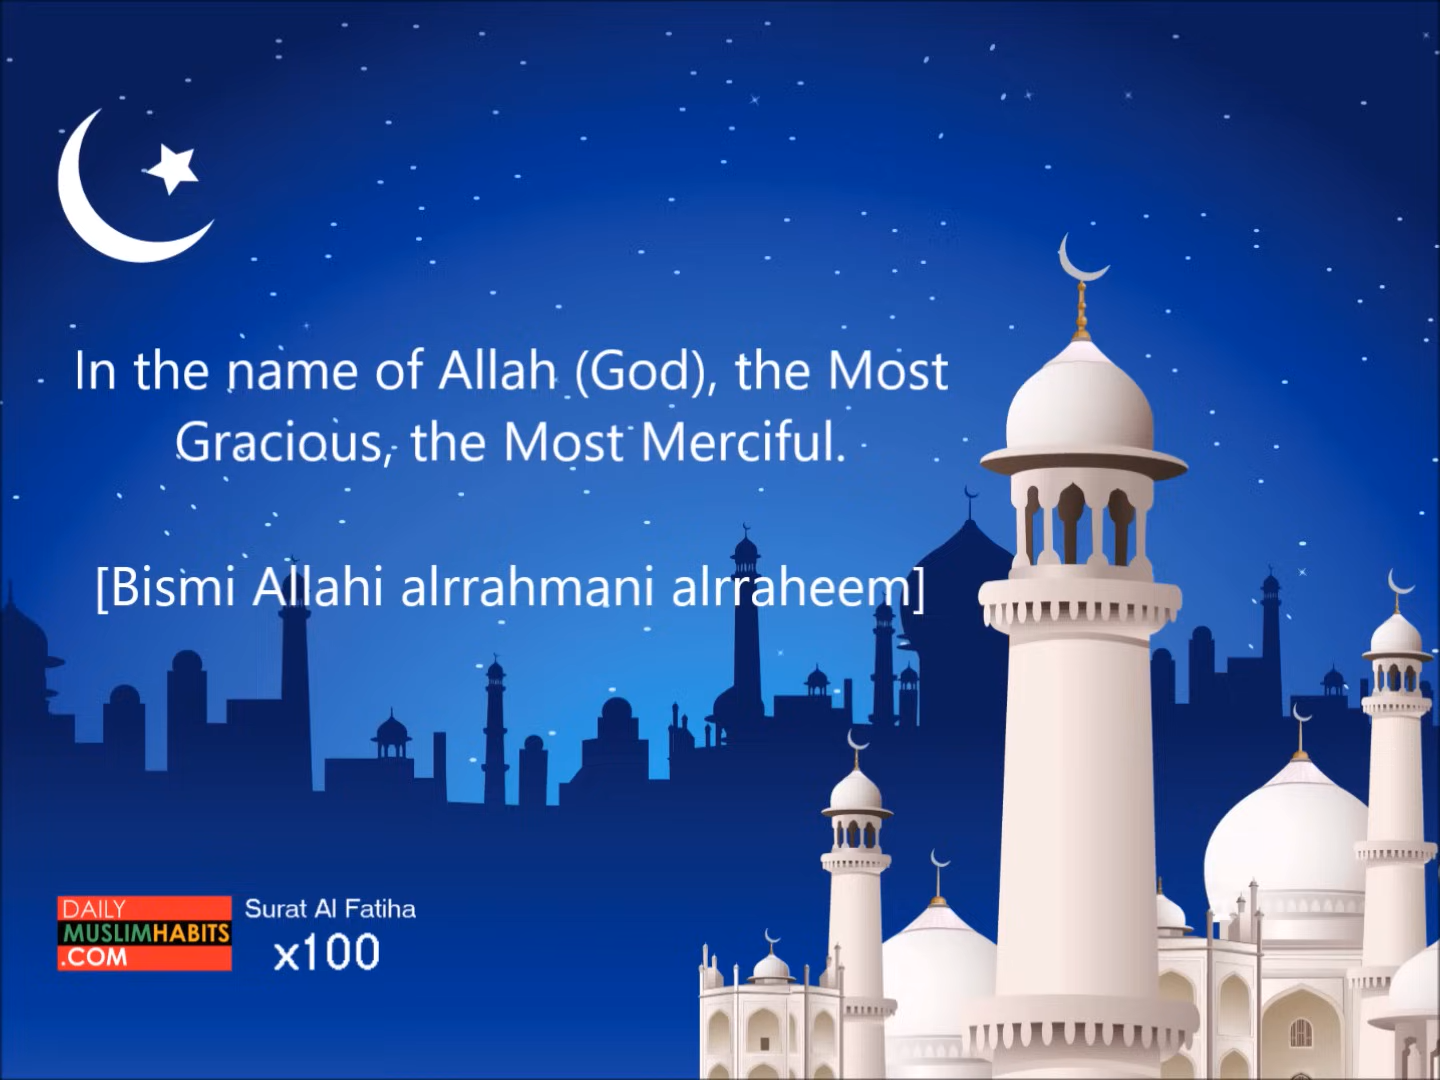 In the name of Allah (God), the Most
Gracious, the Most Merciful.
[Bismi Allahi alrrahmani alrraheem]
DAILY
MUSLIMHABITS
.COM
Surat Al Fatiha
x100